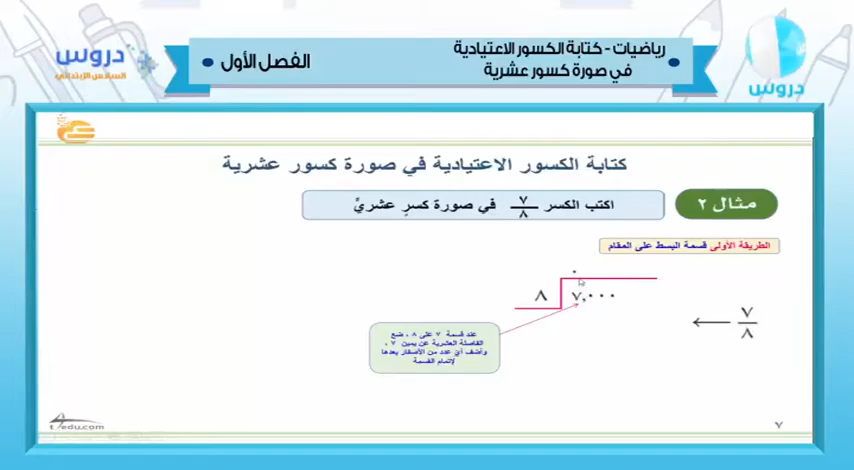 دروس
السادس الابتدائي
الفصل الأول
رياضيات - كتابة الكسور الاعتيادية
في صورة كسور عشرية
دروس
كتابة الكسور الاعتيادية في صورة كسور عشرية
مثال ٢
اكتب الكسر ٧/٨ في صورة كسرٍ عشريٍّ
الطريقة الأولى قسمة البسط على المقام
٠
٨ ٧,٠٠٠
٧/٨ ←
عند قسمة ٧ على ٨ ، ضع
الفاصلة العشرية عن يمين ٧ ،
وأضف أيّ عدد من الأصفار بعدها
لإتمام القسمة
t4edu.com
٧